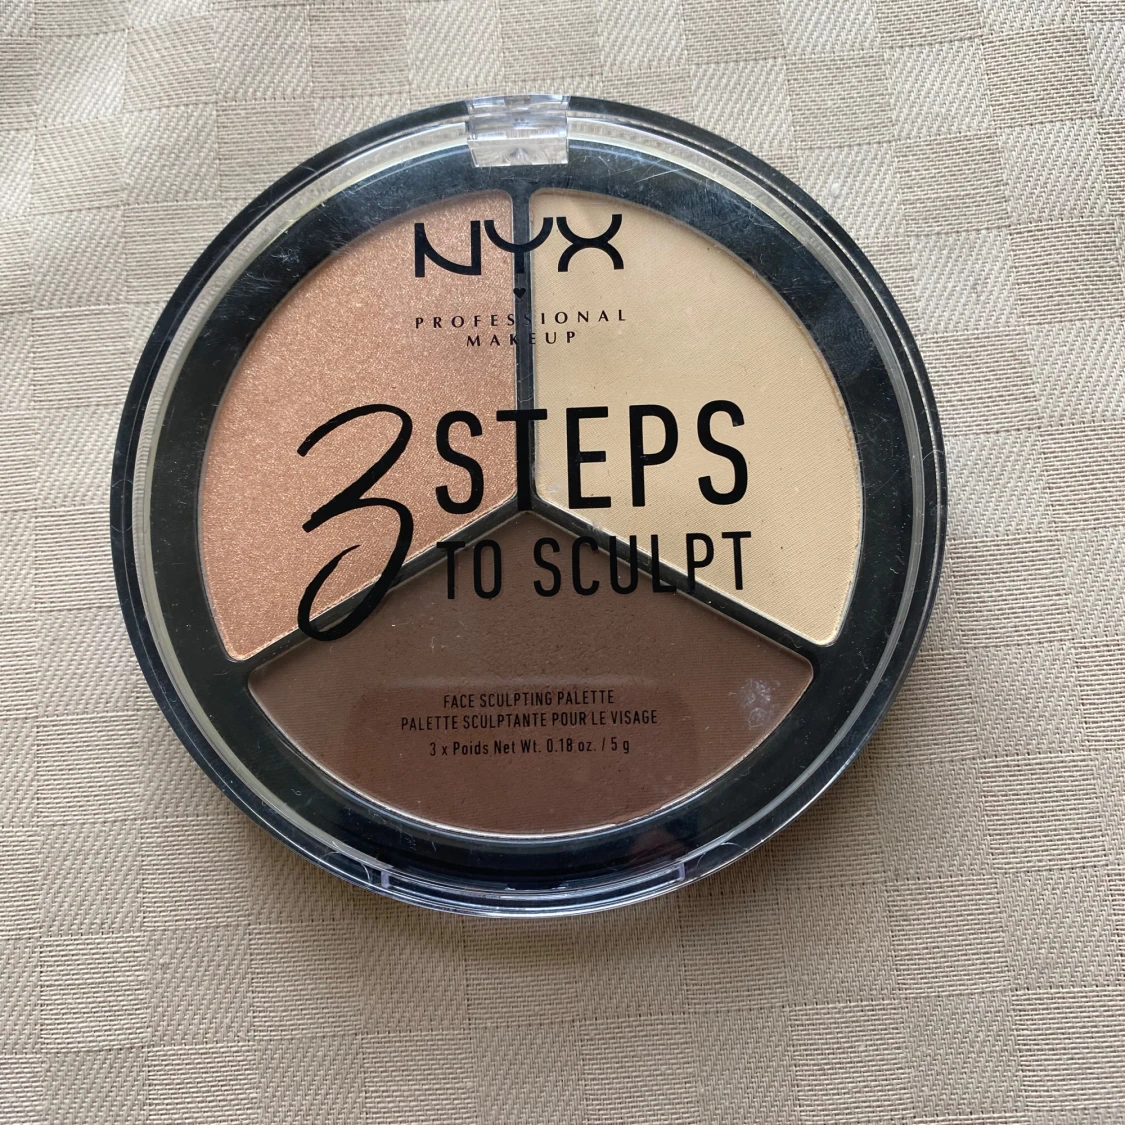 NYX
PROFESSIONAL
MAKEUP
3 STEPS
TO SCULPT
FACE SCULPTING PALETTE
PALETTE SCULPTANTE POUR LE VISAGE
3 x Poids Net Wt. 0.18 oz. / 5 g